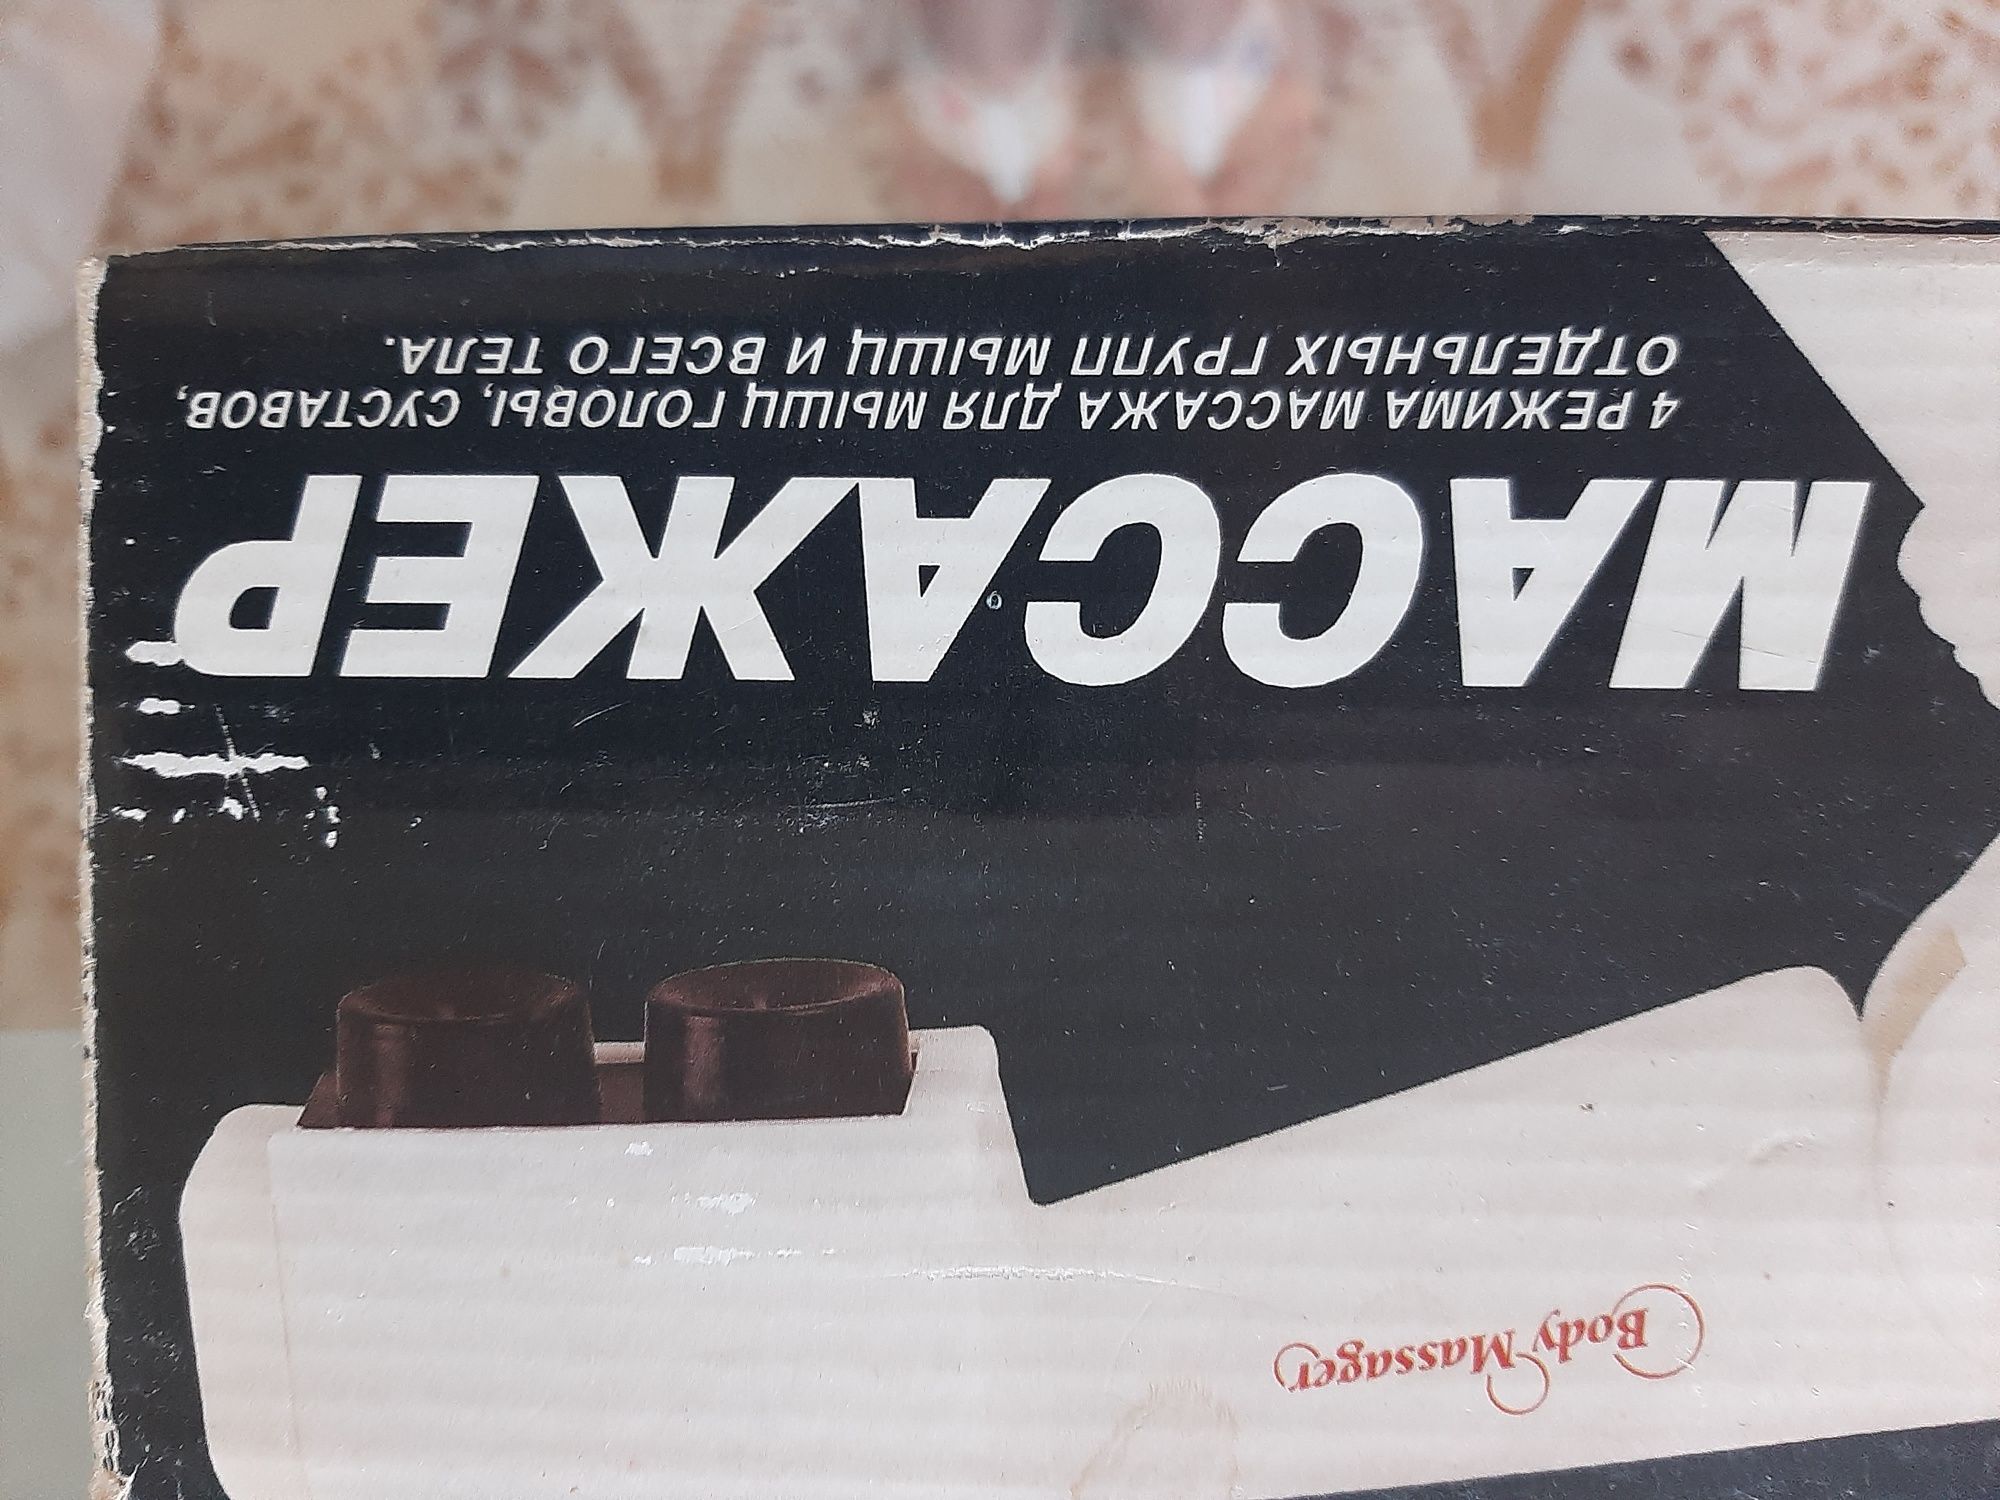 Body Massager
МАССАЖЕР
4 РЕЖИМА МАССАЖА ДЛЯ МЫШЦ ГОЛОВЫ, СУСТАВОВ,
ОТДЕЛЬНЫХ ГРУПП МЫШЦ И ВСЕГО ТЕЛА.